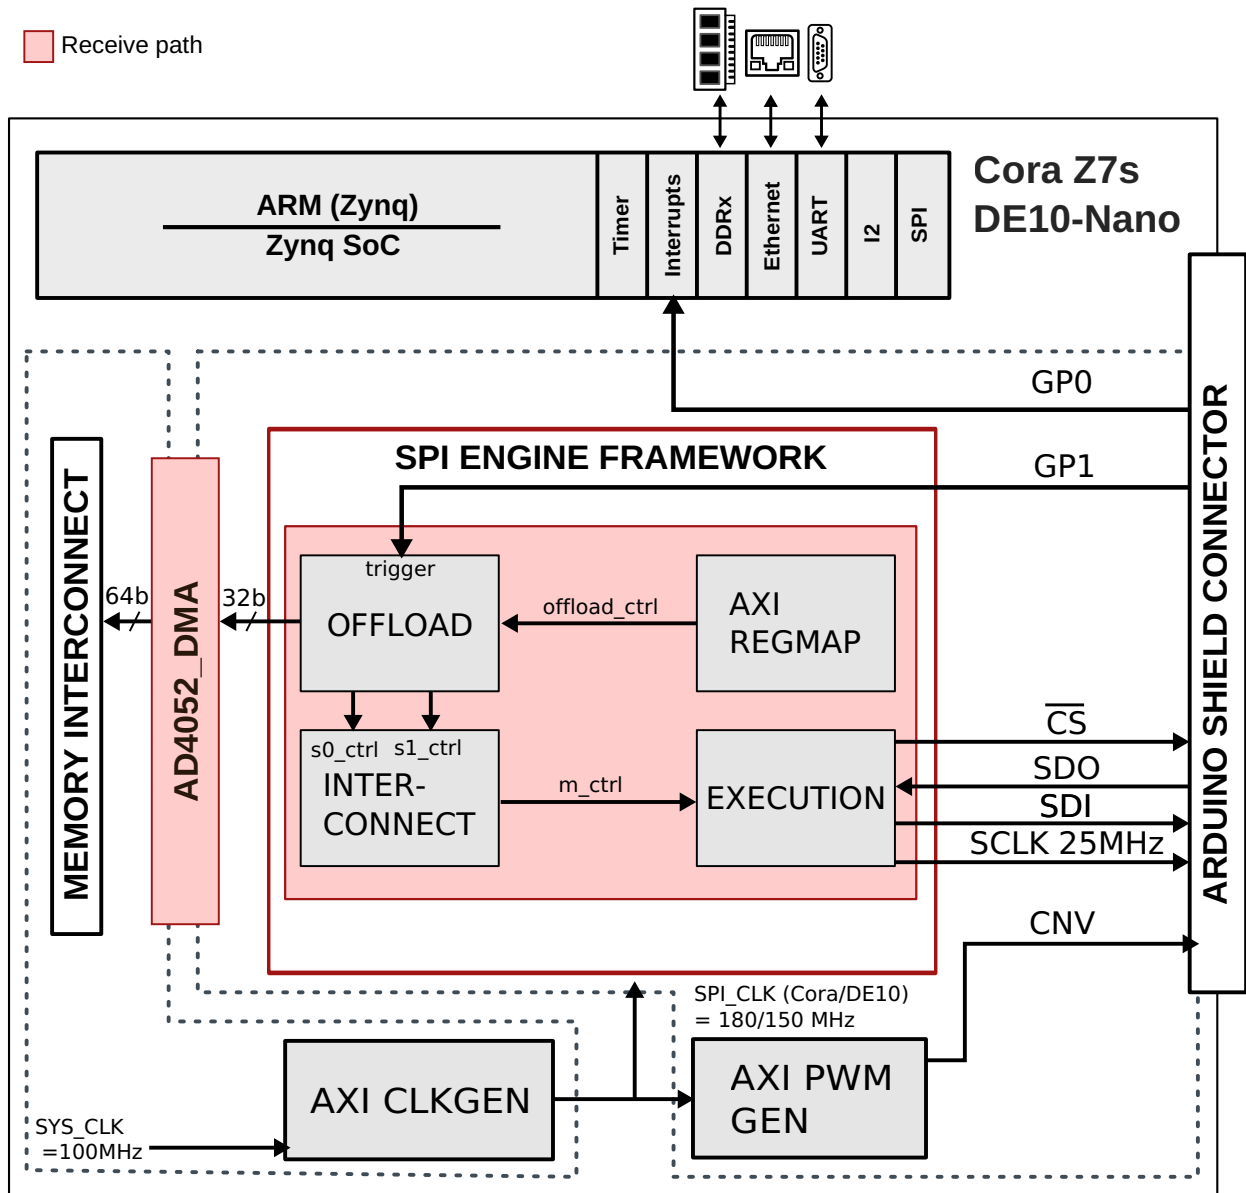 Receive path
Cora Z7s
DE10-Nano
ARM (Zynq)
Zynq SoC
Timer
Interrupts
DDRx
Ethernet
UART
I2
SPI
GP0
SPI ENGINE FRAMEWORK
GP1
MEMORY INTERCONNECT
64b
AD4052_DMA
32b
trigger
OFFLOAD
offload_ctrl
AXI
REGMAP
s0_ctrl s1_ctrl
INTER-
CONNECT
m_ctrl
EXECUTION
CS
SDO
SDI
SCLK 25MHz
CNV
ARDUINO SHIELD CONNECTOR
SPI_CLK (Cora/DE10)
= 180/150 MHz
AXI CLKGEN
AXI PWM
GEN
SYS_CLK
=100MHz